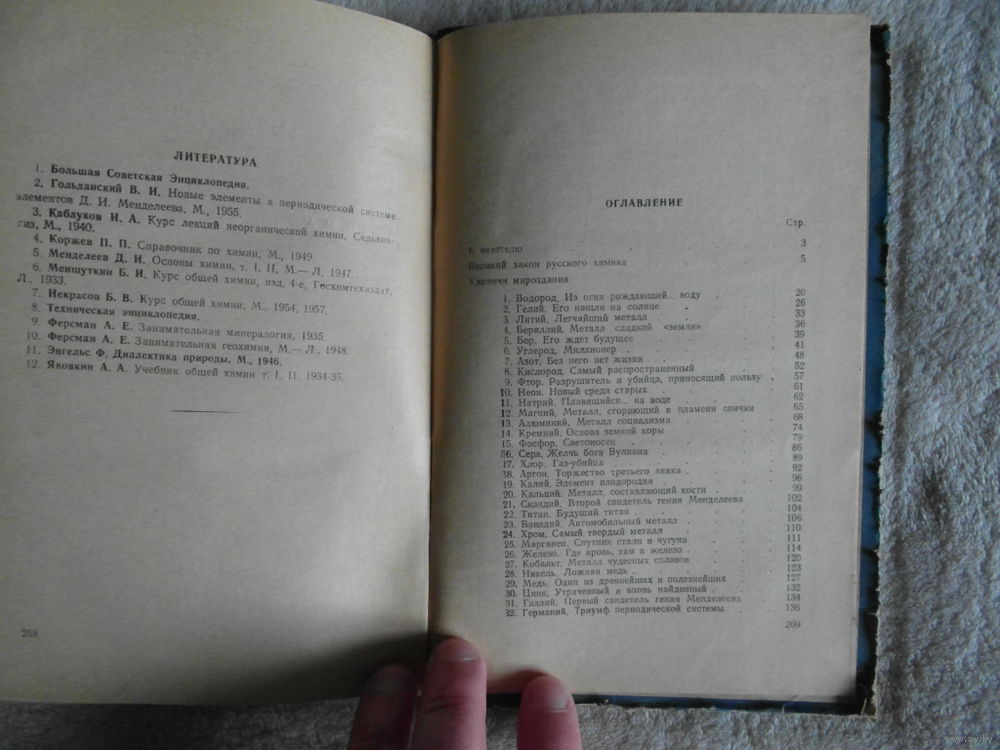 ЛИТЕРАТУРА
1. Большая Советская Энциклопедия.
2. Гольданский В. И. Новые элементы в периодической системе
элементов Д. И. Менделеева. М., 1955.
3. Каблуков И. А. Курс лекций неорганической химии, Сельхоз-
гиз, М., 1940.
4. Коржев П. П. Справочник по химии, М., 1949.
5. Менделеев Д. И. Основы химии, т. I, II, М.— Л, 1947.
6. Меншуткин Б. И. Курс общей химии, изд. 4-е, Госхимтехиздат,
Л., 1933.
7. Некрасов Б. В. Курс общей химии, М., 1954, 1957.
8. Техническая энциклопедия.
9. Ферсман А. Е. Занимательная минералогия, 1935.
10. Ферсман А. Е. Занимательная геохимия, М.— Л., 1948.
11. Энгельс Ф. Диалектика природы, М., 1946.
12. Яковкин А. А. Учебник общей химии т. I, II. 1934-35.
268
ОГЛАВЛЕНИЕ
Стр.
К читателю 3
Великий закон русского химика 5
Кирпичи мироздания
1. Водород. Из огня рождающий... воду 20
2. Гелий. Его нашли на солнце 26
3. Литий. Легчайший металл 33
4. Бериллий. Металл сладкой «земли» 36
5. Бор. Его ждет будущее 39
6. Углерод. Миллионер 41
7. Азот. Без него нет жизни 48
8. Кислород. Самый распространенный 52
9. Фтор. Разрушитель и убийца, приносящий пользу 57
10. Неон. Новый среди старых 61
11. Натрий. Плавящийся... на воде 62
12. Магний. Металл, сгорающий в пламени спички 65
13. Алюминий. Металл социализма 68
14. Кремний. Основа земной коры 74
15. Фосфор. Светоносец 79
16. Сера. Желчь бога Вулкана 86
17. Хлор. Газ-убийца 89
18. Аргон. Торжество третьего знака 92
19. Калий. Элемент плодородия 96
20. Кальций. Металл, составляющий кости 99
21. Скандий. Второй свидетель гения Менделеева 102
22. Титан. Будущий титан 104
23. Ванадий. Автомобильный металл 106
24. Хром. Самый твердый металл 110
25. Марганец. Спутник стали и чугуна 111
26. Железо. Где кровь, там и железо 114
27. Кобальт. Металл чудесных сплавов 120
28. Никель. Ложная медь 123
29. Медь. Один из древнейших и полезнейших 127
30. Цинк. Утраченный и вновь найденный 132
31. Галлий. Первый свидетель гения Менделеева 134
32. Германий. Триумф периодической системы 136
269
www.ay.by